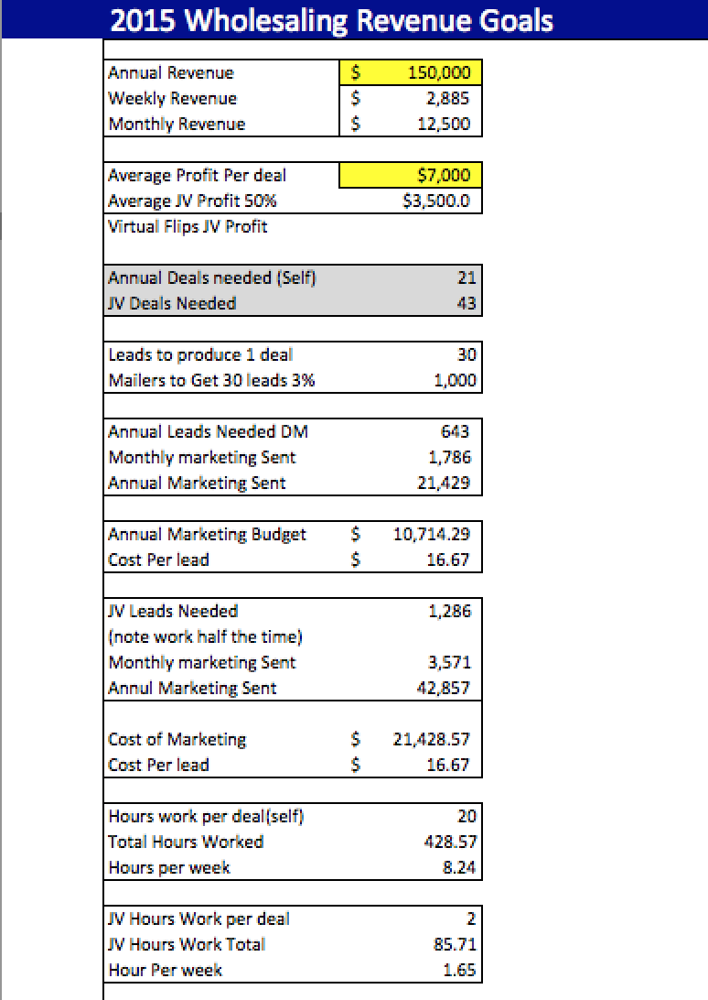 2015 Wholesaling Revenue Goals
Annual Revenue $ 150,000
Weekly Revenue $ 2,885
Monthly Revenue $ 12,500
Average Profit Per deal $7,000
Average JV Profit 50% $3,500.0
Virtual Flips JV Profit
Annual Deals needed (Self) 21
JV Deals Needed 43
Leads to produce 1 deal 30
Mailers to Get 30 leads 3% 1,000
Annual Leads Needed DM 643
Monthly marketing Sent 1,786
Annual Marketing Sent 21,429
Annual Marketing Budget $ 10,714.29
Cost Per lead $ 16.67
JV Leads Needed 1,286
(note work half the time)
Monthly marketing Sent 3,571
Annul Marketing Sent 42,857
Cost of Marketing $ 21,428.57
Cost Per lead $ 16.67
Hours work per deal(self) 20
Total Hours Worked 428.57
Hours per week 8.24
JV Hours Work per deal 2
JV Hours Work Total 85.71
Hour Per week 1.65